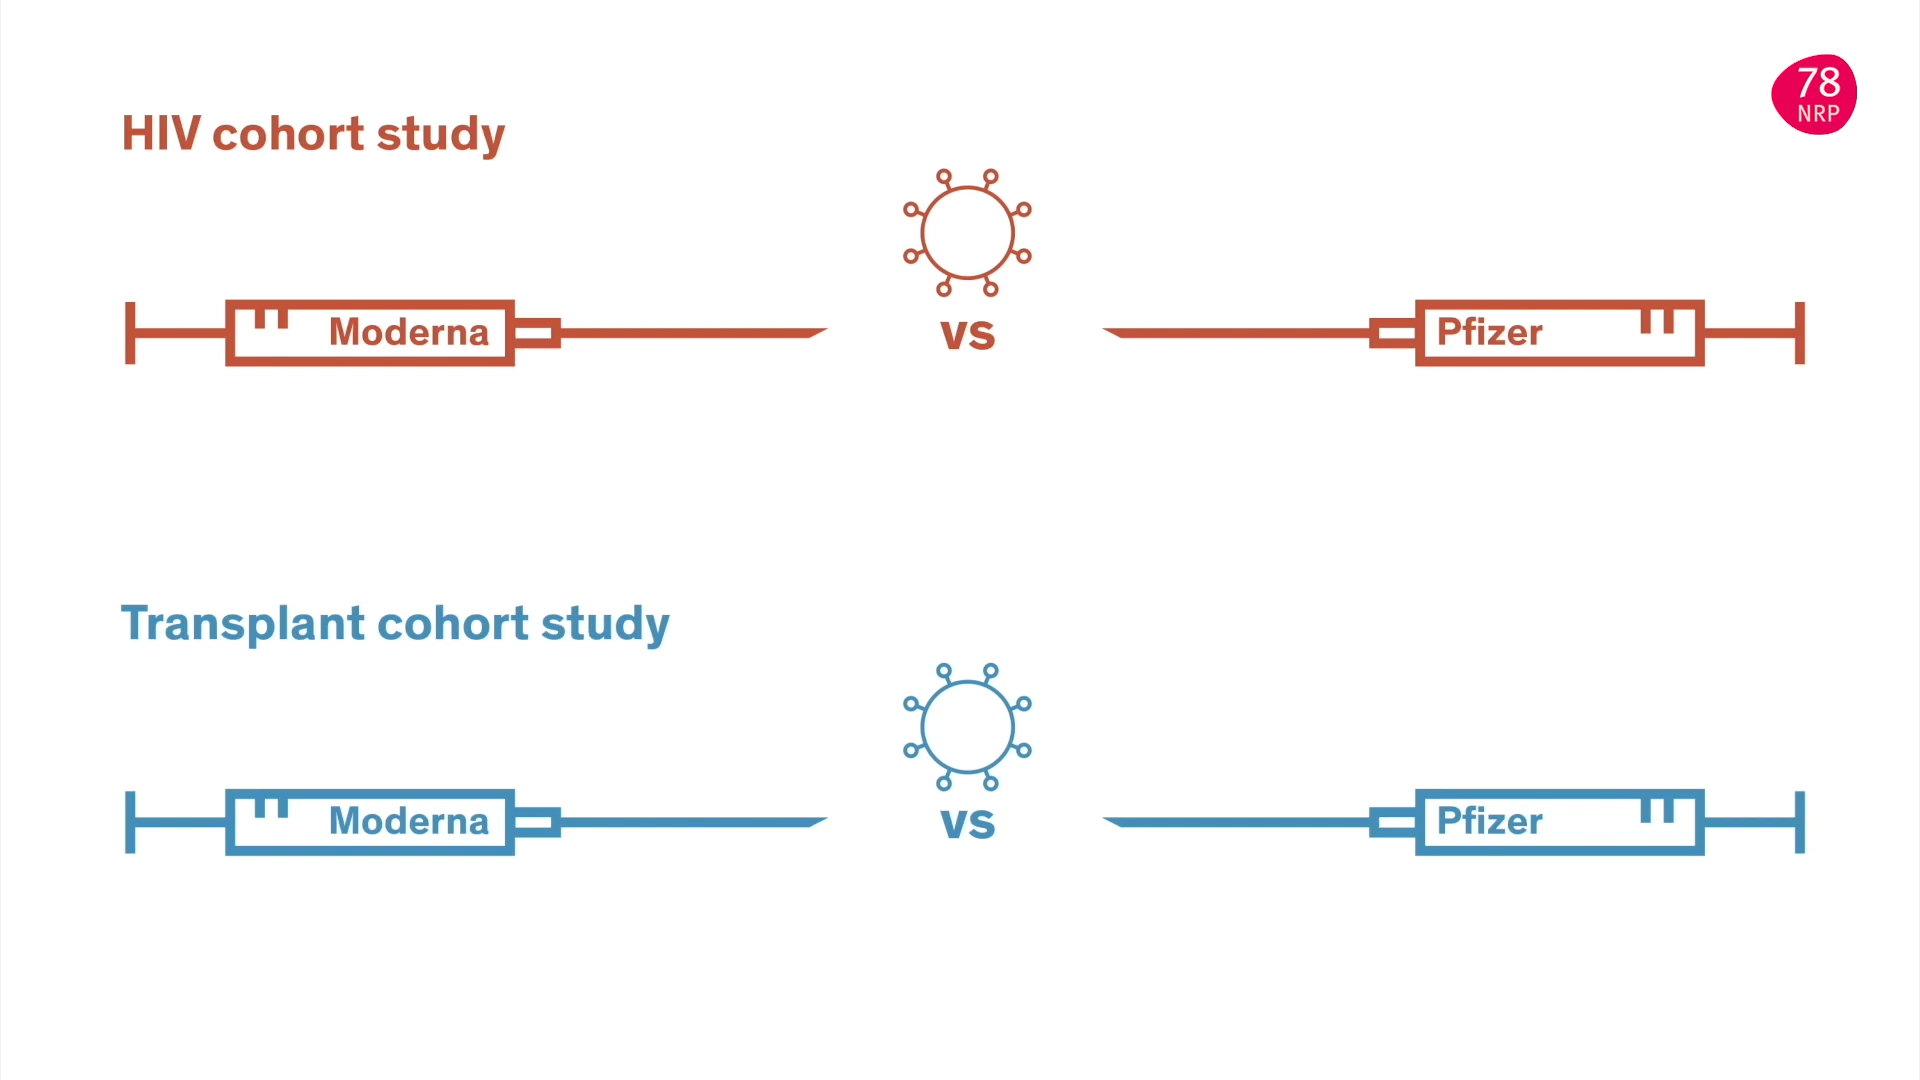 78
NRP
HIV cohort study
Moderna
vs
Pfizer
Transplant cohort study
Moderna
vs
Pfizer